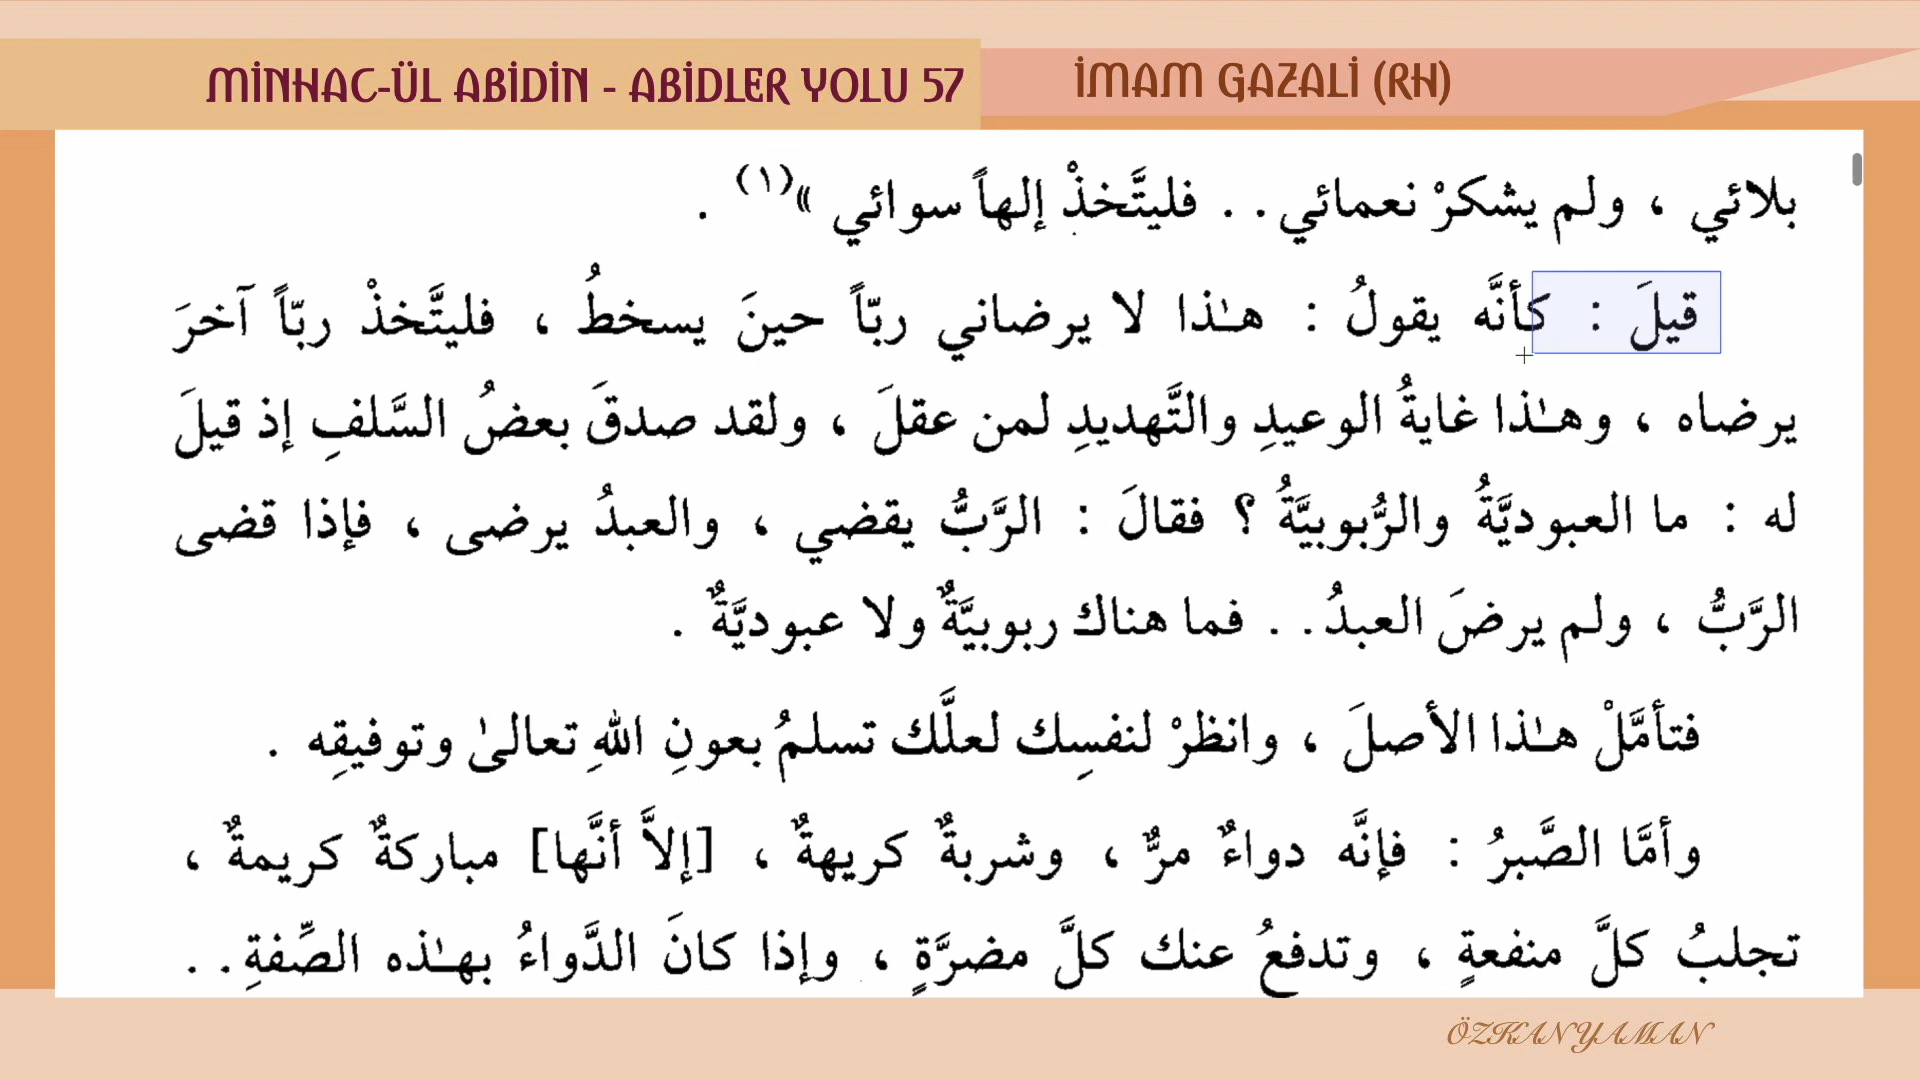 MİNHAC-ÜL ABİDİN - ABİDLER YOLU 57
İMAM GAZALİ (RH)
بلائي ، ولم يشكرْ نعمائي . . فليتَّخذْ إلهاً سوائي »(١) .
قيلَ : كأنَّه يقولُ : هـٰذا لا يرضاني ربّاً حينَ يسخطُ ، فليتَّخذْ ربّاً آخرَ
يرضاه ، وهـٰذا غايةُ الوعيدِ والتَّهديدِ لمن عقلَ ، ولقد صدقَ بعضُ السَّلفِ إذ قيلَ
له : ما العبوديَّةُ والرُّبوبيَّةُ ؟ فقالَ : الرَّبُّ يقضي ، والعبدُ يرضى ، فإذا قضى
الرَّبُّ ، ولم يرضَ العبدُ . . فما هناك ربوبيَّةٌ ولا عبوديَّةٌ .
فتأمَّلْ هـٰذا الأصلَ ، وانظرْ لنفسِك لعلَّك تسلمُ بعونِ اللهِ تعالىٰ وتوفيقِه .
وأمَّا الصَّبرُ : فإنَّه دواءٌ مرٌّ ، وشربةٌ كريهةٌ ، [إلاَّ أنَّها] مباركةٌ كريمةٌ ،
تجلبُ كلَّ منفعةٍ ، وتدفعُ عنك كلَّ مضرَّةٍ ، وإذا كانَ الدَّواءُ بهـٰذه الصِّفةِ . .
ÖZKAN YAMAN